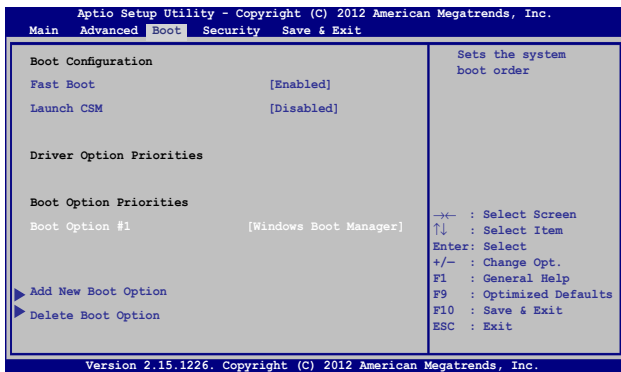 Aptio Setup Utility - Copyright (C) 2012 American Megatrends, Inc.
Main Advanced Boot Security Save & Exit
Boot Configuration
Fast Boot [Enabled]
Launch CSM [Disabled]
Driver Option Priorities
Boot Option Priorities
Boot Option #1 [Windows Boot Manager]
Add New Boot Option
Delete Boot Option
Sets the system
boot order
→← : Select Screen
↑↓ : Select Item
Enter: Select
+/— : Change Opt.
F1 : General Help
F9 : Optimized Defaults
F10 : Save & Exit
ESC : Exit
Version 2.15.1226. Copyright (C) 2012 American Megatrends, Inc.